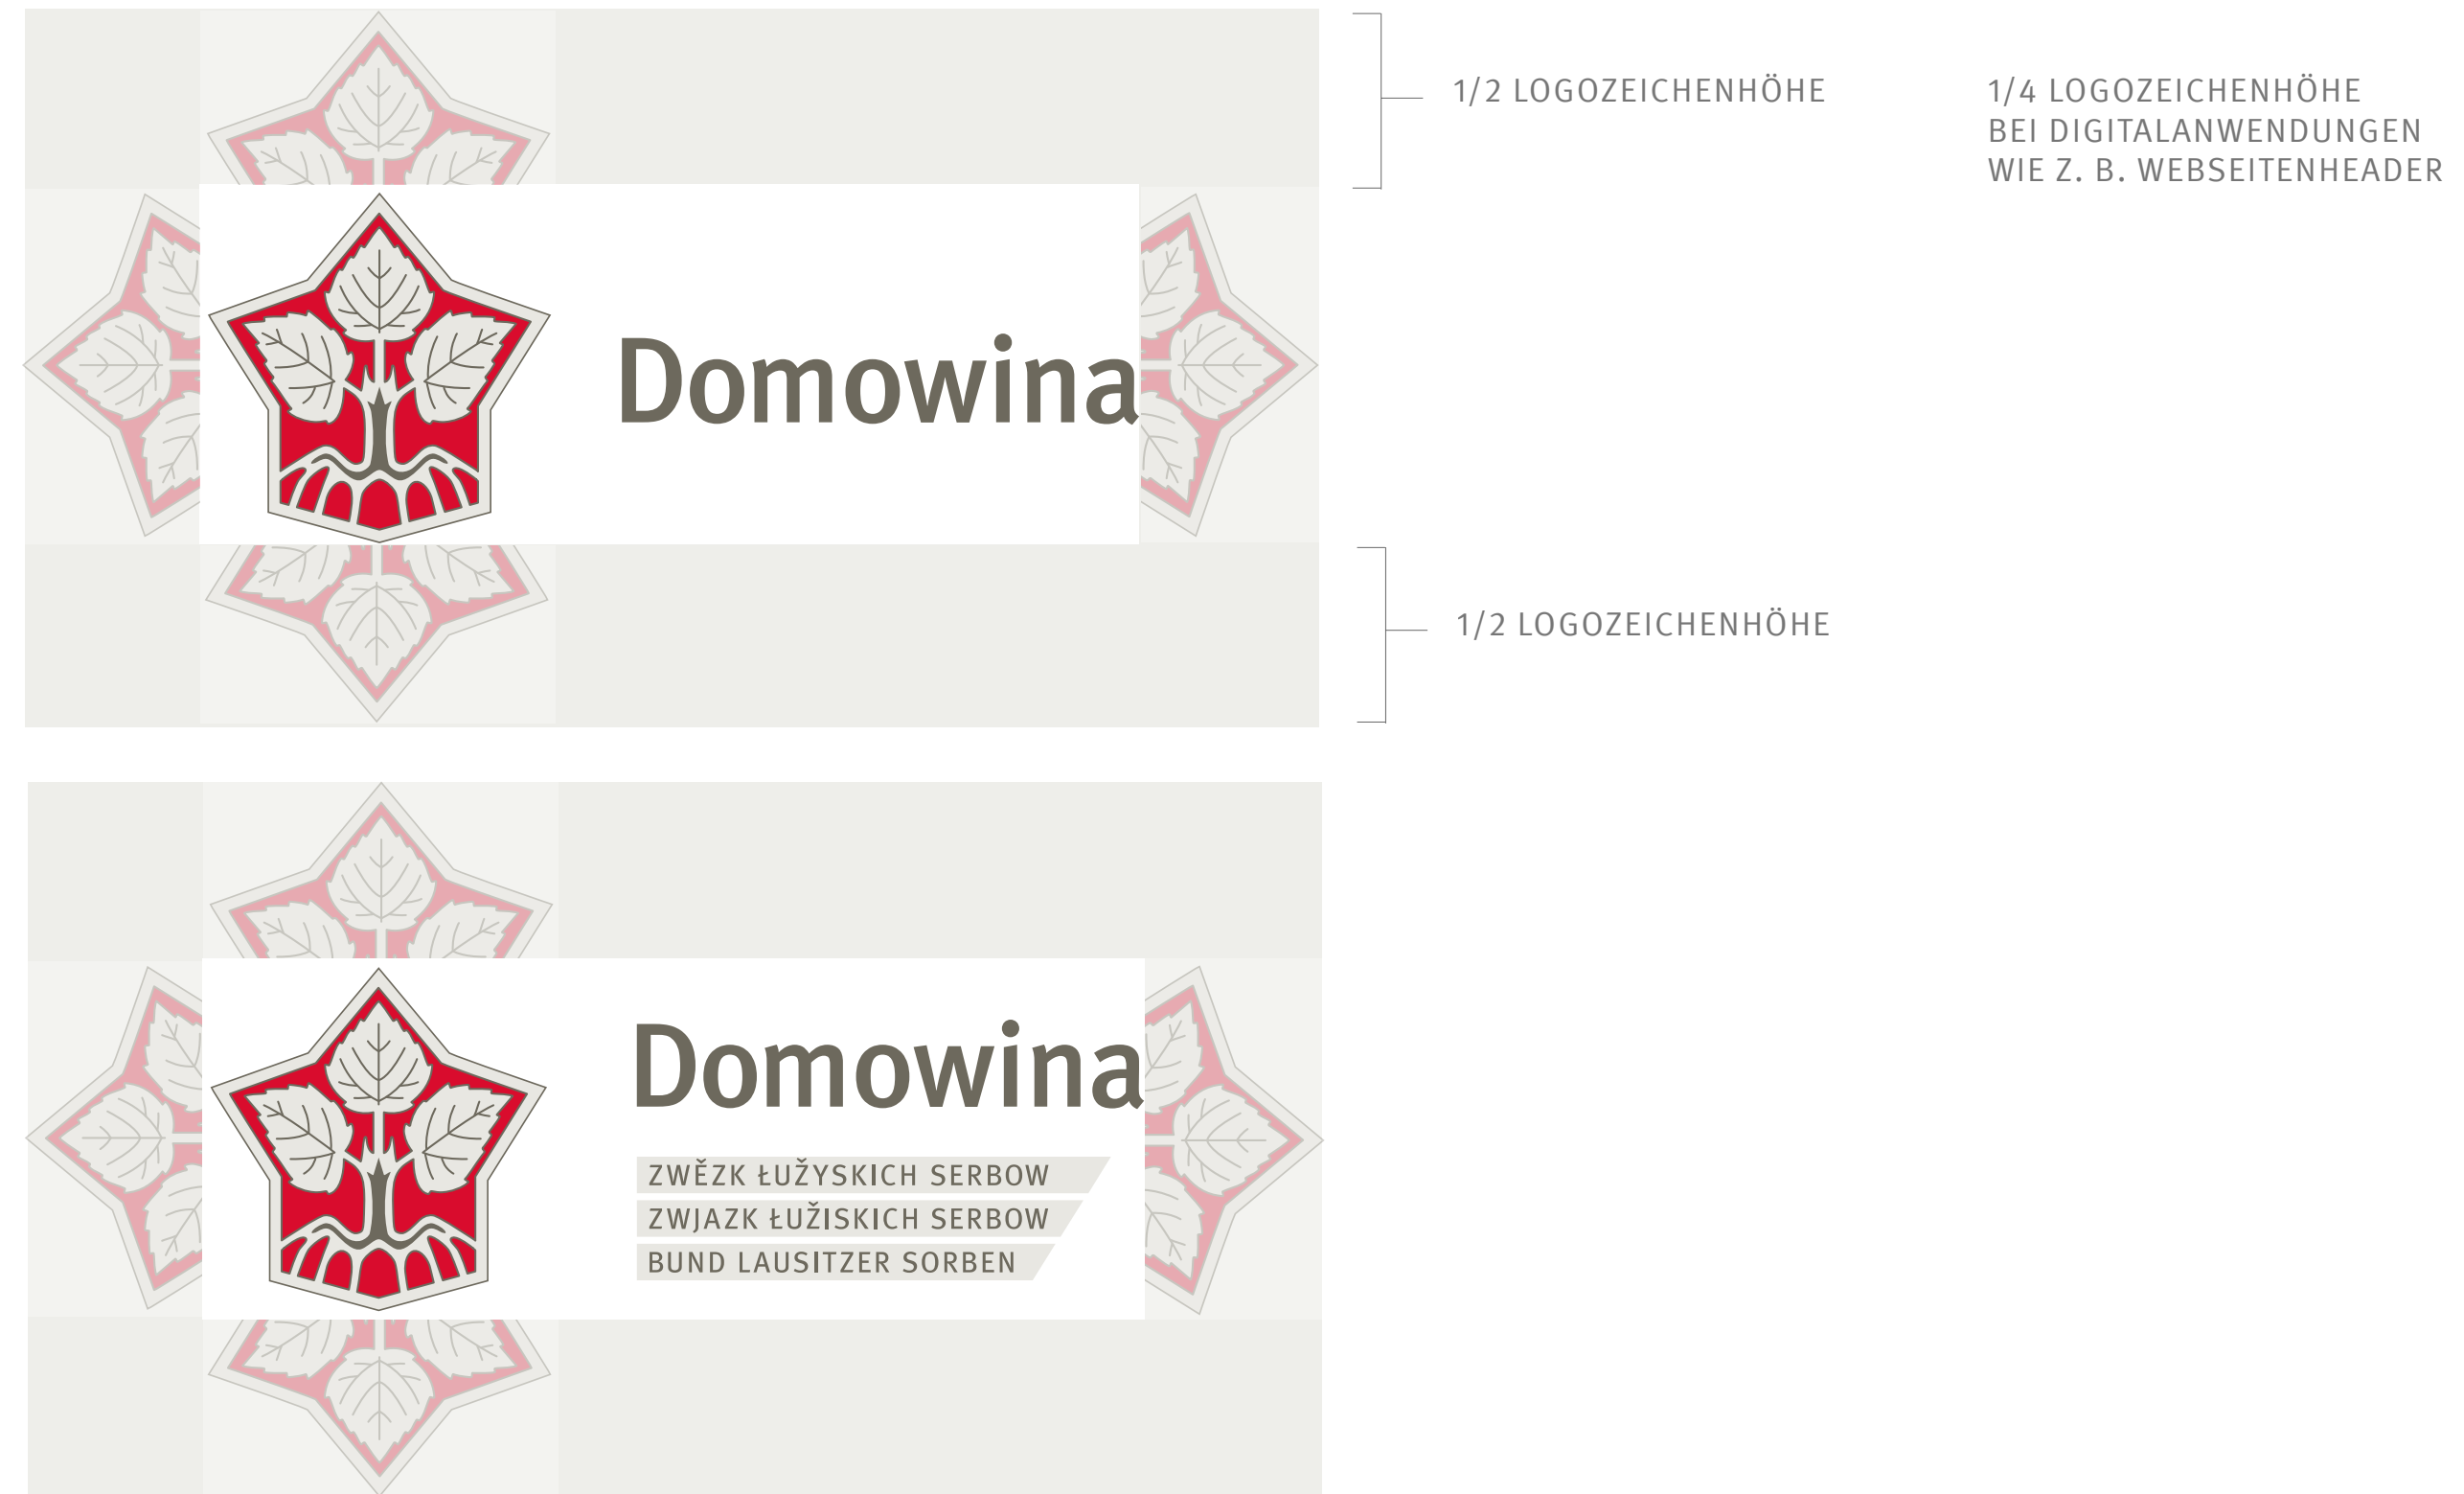 1/2 LOGOZEICHENHÖHE
1/4 LOGOZEICHENHÖHE
BEI DIGITALANWENDUNGEN
WIE Z. B. WEBSEITENHEADER
Domowina
1/2 LOGOZEICHENHÖHE
Domowina
ZWĚZK ŁUŽYSKICH SERBOW
ZWJAZK ŁUŽISKICH SERBOW
BUND LAUSITZER SORBEN